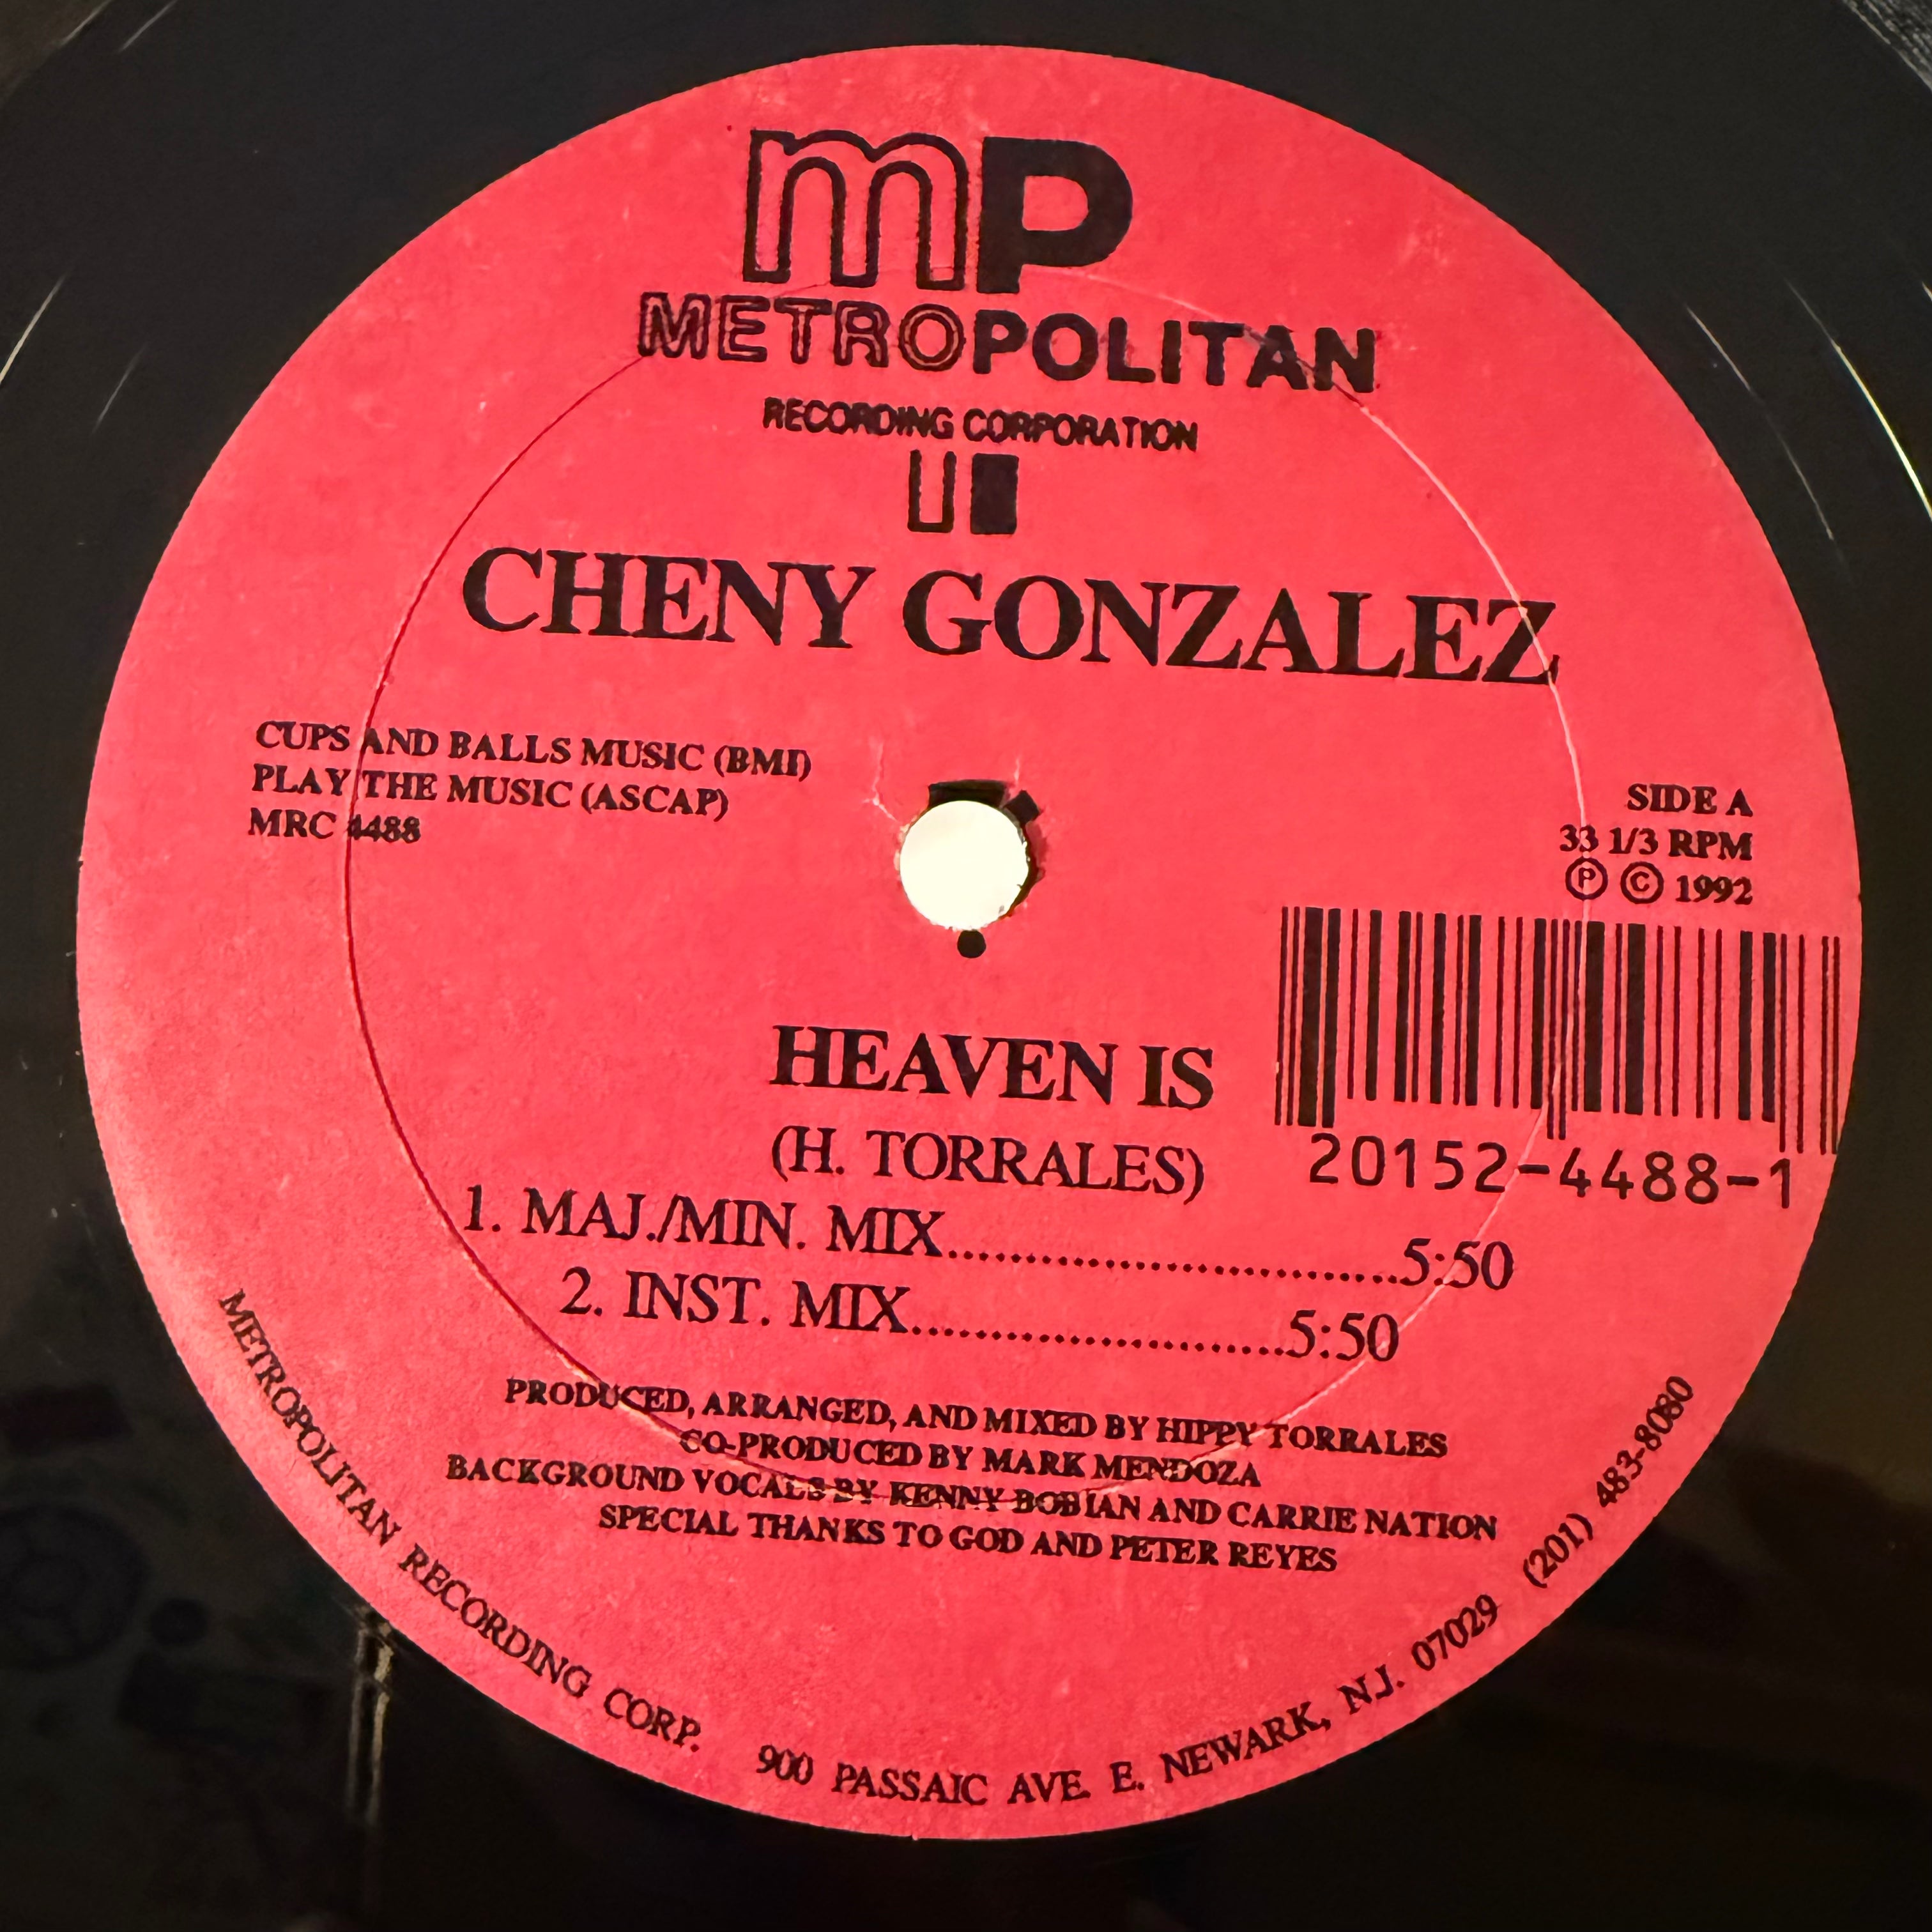 mP
METROPOLITAN
RECORDING CORPORATION
CHENY GONZALEZ
CUPS AND BALLS MUSIC (BMI)
PLAY THE MUSIC (ASCAP)
MRC 4488
SIDE A
33 1/3 RPM
Ⓟ © 1992
20152-4488-1
HEAVEN IS
(H. TORRALES)
1. MAJ./MIN. MIX..................................5:50
2. INST. MIX............................5:50
PRODUCED, ARRANGED, AND MIXED BY HIPPY TORRALES
CO-PRODUCED BY MARK MENDOZA
BACKGROUND VOCALS BY KENNY BOBIAN AND CARRIE NATION
SPECIAL THANKS TO GOD AND PETER REYES
METROPOLITAN RECORDING CORP. 900 PASSAIC AVE. E. NEWARK, N.J. 07029 (201) 483-8080